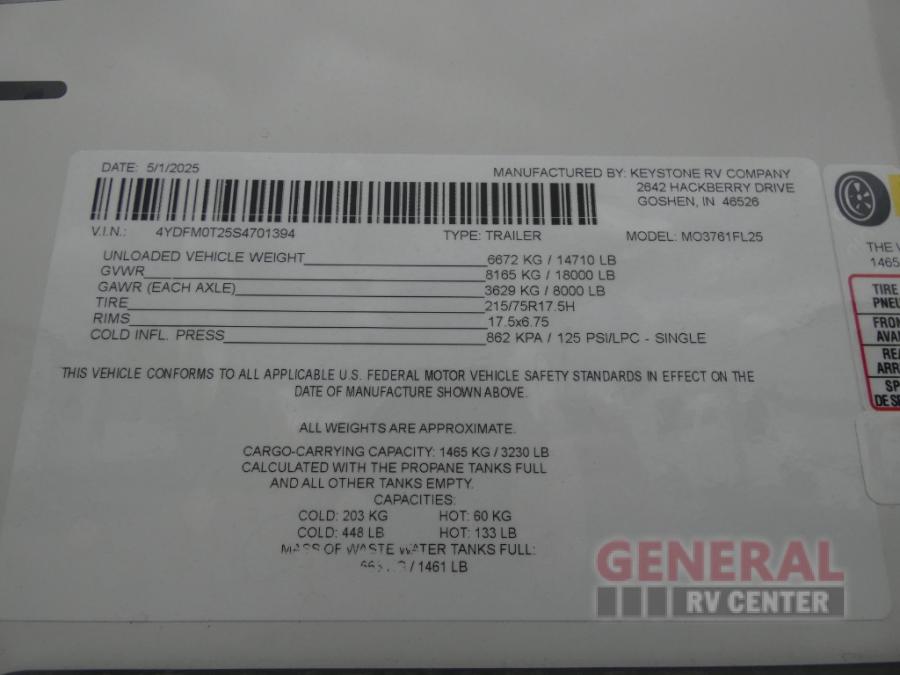 DATE: 5/1/2025
MANUFACTURED BY: KEYSTONE RV COMPANY
2642 HACKBERRY DRIVE
GOSHEN, IN 46526
V.I.N.: 4YDFM0T25S4701394 TYPE: TRAILER MODEL: MO3761FL25
UNLOADED VEHICLE WEIGHT 6672 KG / 14710 LB
GVWR 8165 KG / 18000 LB
GAWR (EACH AXLE) 3629 KG / 8000 LB
TIRE 215/75R17.5H
RIMS 17.5x6.75
COLD INFL. PRESS 862 KPA / 125 PSI/LPC - SINGLE
THIS VEHICLE CONFORMS TO ALL APPLICABLE U.S. FEDERAL MOTOR VEHICLE SAFETY STANDARDS IN EFFECT ON THE
DATE OF MANUFACTURE SHOWN ABOVE.
ALL WEIGHTS ARE APPROXIMATE.
CARGO-CARRYING CAPACITY: 1465 KG / 3230 LB
CALCULATED WITH THE PROPANE TANKS FULL
AND ALL OTHER TANKS EMPTY.
CAPACITIES:
COLD: 203 KG HOT: 60 KG
COLD: 448 LB HOT: 133 LB
MASS OF WASTE WATER TANKS FULL:
/ 1461 LB
THE
1465
TIRE
FRON
GENERAL
RV CENTER